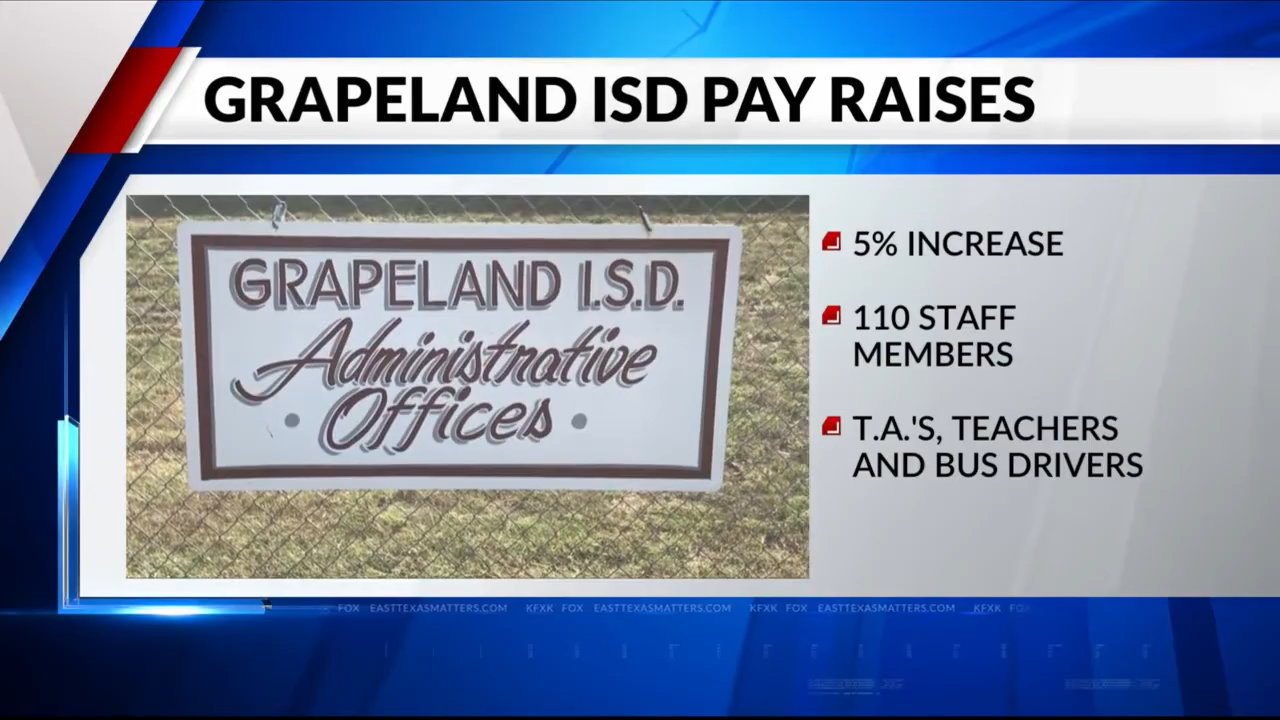 GRAPELAND ISD PAY RAISES
GRAPELAND I.S.D.
Administrative
• Offices •
5% INCREASE
110 STAFF
MEMBERS
T.A.'S, TEACHERS
AND BUS DRIVERS
FOX EASTTEXASMATTERS.COM KFXK FOX EASTTEXASMATTERS.COM KFXK FOX EASTTEXASMATTERS.COM KFXK FOX